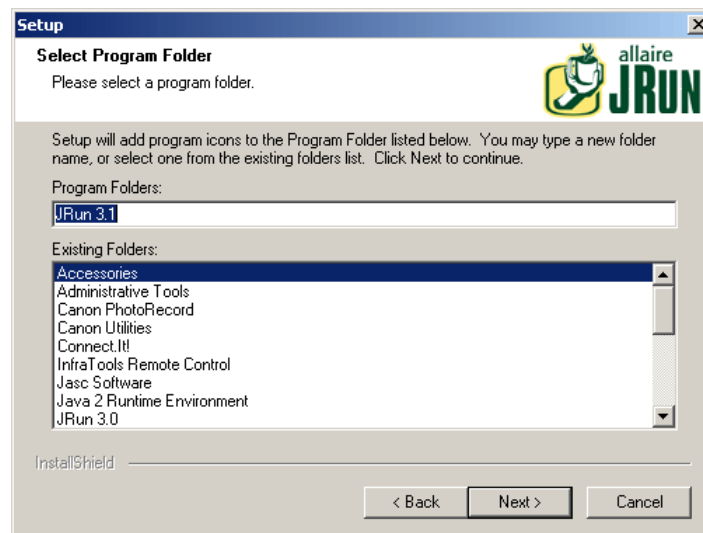 Setup
Select Program Folder
Please select a program folder.
allaire
JRUN
Setup will add program icons to the Program Folder listed below.  You may type a new folder
name, or select one from the existing folders list.  Click Next to continue.
Program Folders:
JRun 3.1
Existing Folders:
Accessories
Administrative Tools
Canon PhotoRecord
Canon Utilities
Connect.It!
InfraTools Remote Control
Jasc Software
Java 2 Runtime Environment
JRun 3.0
InstallShield
< Back
Next >
Cancel